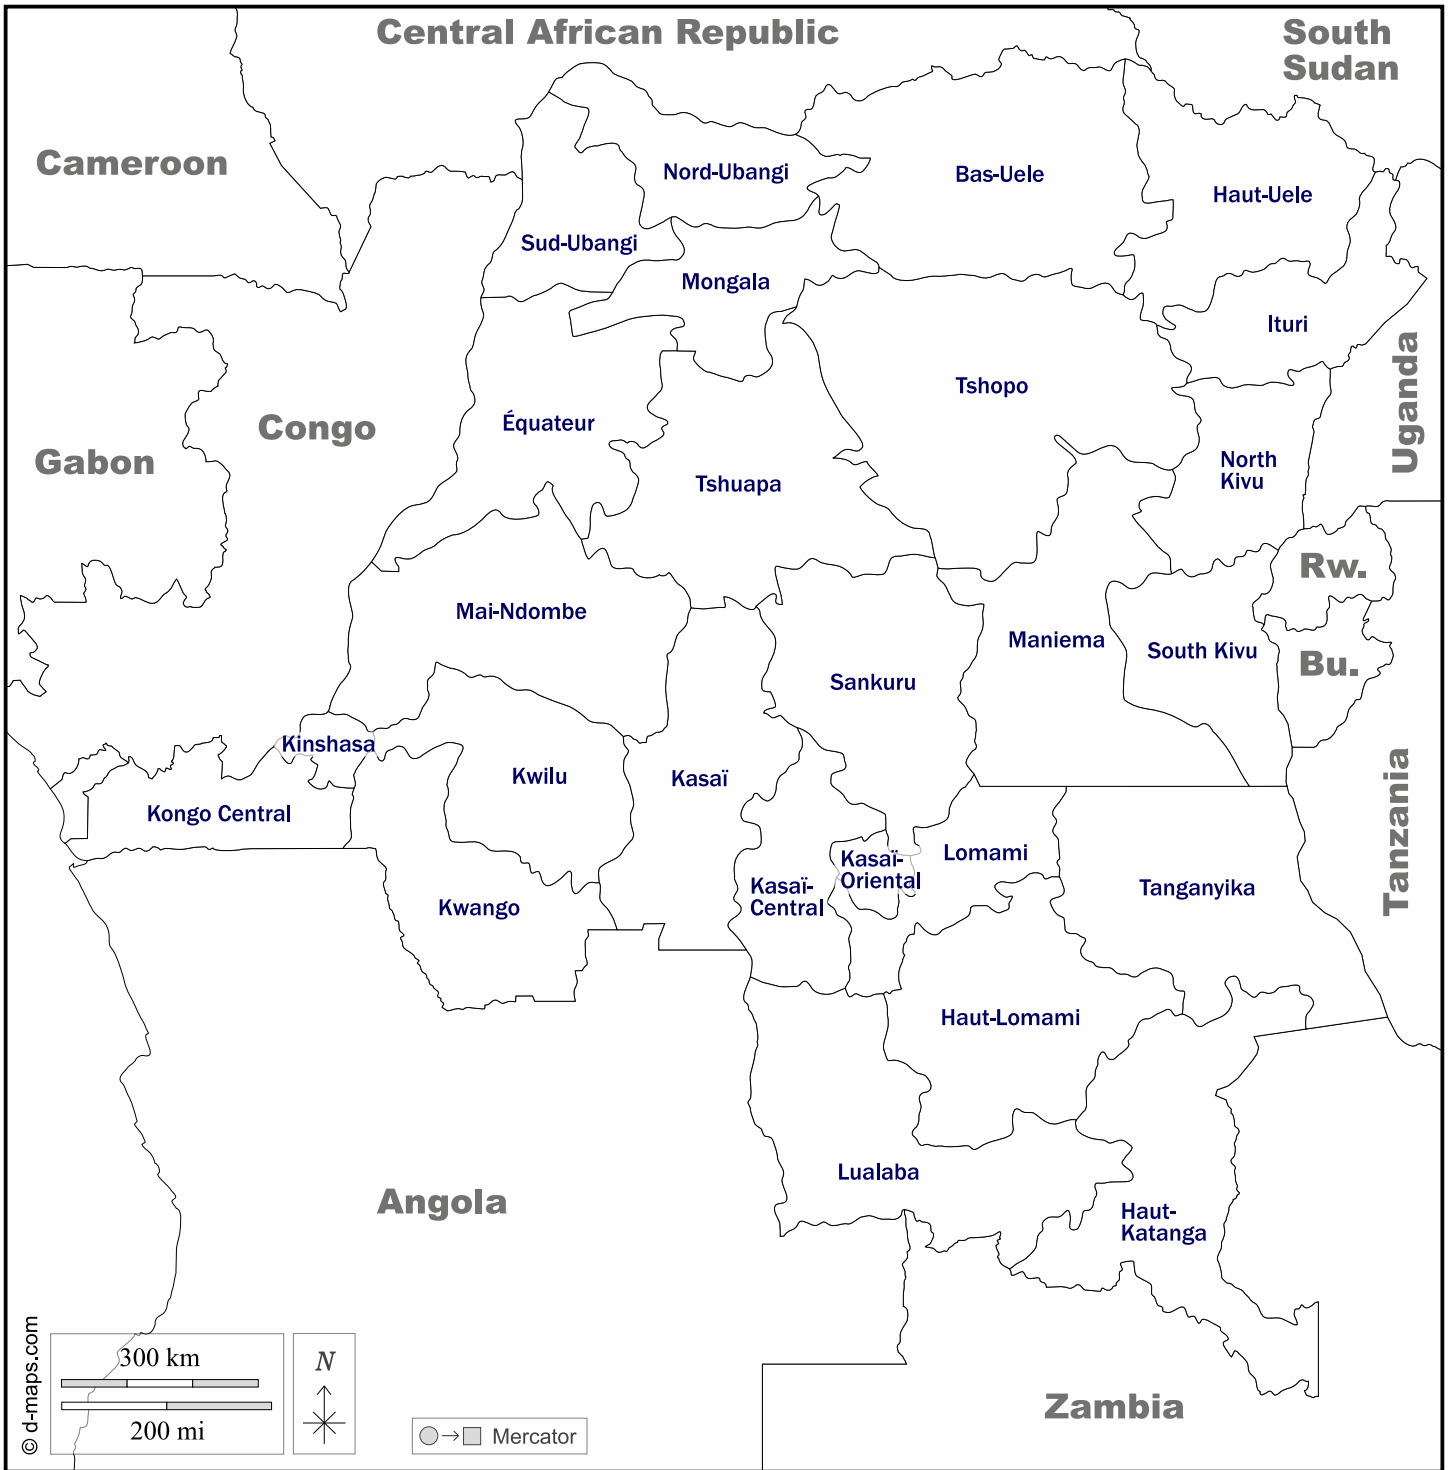 Central African Republic
South
Sudan
Cameroon
Nord-Ubangi
Bas-Uele
Haut-Uele
Sud-Ubangi
Mongala
Ituri
Uganda
Tshopo
Équateur
Congo
Gabon
North
Kivu
Tshuapa
Rw.
Mai-Ndombe
Maniema
South Kivu
Bu.
Sankuru
Kinshasa
Kwilu
Kasaï
Kongo Central
Tanzania
Lomami
Kasaï-
Oriental
Kasaï-
Central
Tanganyika
Kwango
Haut-Lomami
Lualaba
Angola
Haut-
Katanga
© d-maps.com
300 km
200 mi
N
Mercator
Zambia